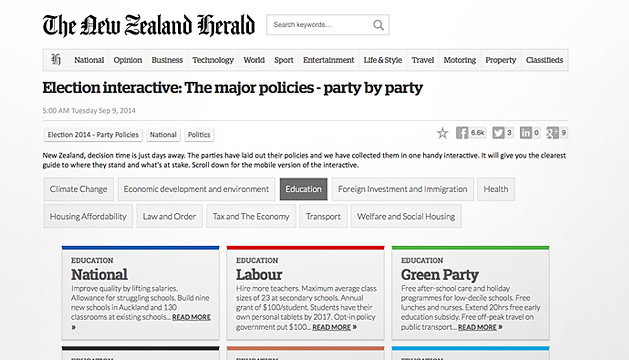 The New Zealand Herald
Search keywords...
National Opinion Business Technology World Sport Entertainment Life & Style Travel Motoring Property Classifieds
Election interactive: The major policies - party by party
5:00 AM Tuesday Sep 9, 2014
Election 2014 - Party Policies National Politics
6.6k 3 0 9
New Zealand, decision time is just days away. The parties have laid out their policies and we have collected them in one handy interactive. It will give you the clearest
guide to where they stand and what's at stake. Scroll down for the mobile version of the interactive.
Climate Change Economic development and environment Education Foreign Investment and Immigration Health
Housing Affordability Law and Order Tax and The Economy Transport Welfare and Social Housing
EDUCATION
National
Improve quality by lifting salaries.
Allowance for struggling schools. Build nine
new schools in Auckland and 130
classrooms at existing schools... READ MORE
»
EDUCATION
Labour
Hire more teachers. Maximum average class
sizes of 23 at secondary schools. Annual
grant of $100/student. Students have their
own personal tablets by 2017. Opt-in policy
government put $100... READ MORE »
EDUCATION
Green Party
Free after-school care and holiday
programmes for low-decile schools. Free
lunches and nurses. Extend 20hrs free early
education subsidy. Free off-peak travel on
public transport... READ MORE »